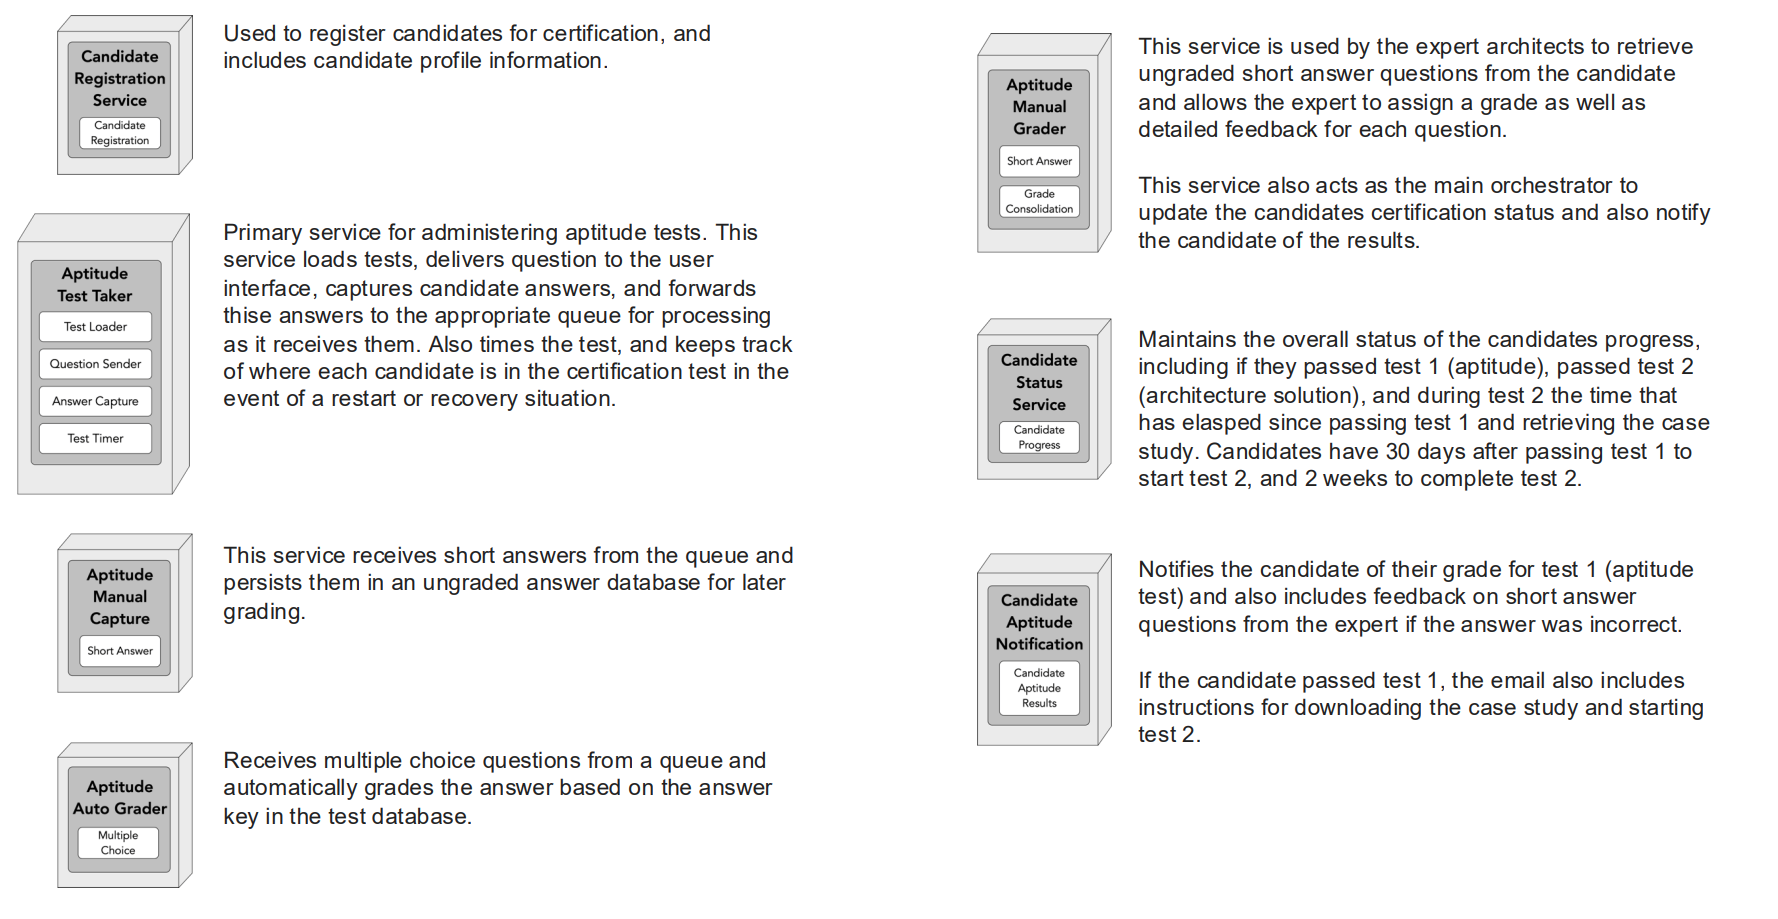 Candidate
Registration
Service
Candidate
Registration
Used to register candidates for certification, and
includes candidate profile information.
Aptitude
Test Taker
Test Loader
Question Sender
Answer Capture
Test Timer
Primary service for administering aptitude tests. This
service loads tests, delivers question to the user
interface, captures candidate answers, and forwards
thise answers to the appropriate queue for processing
as it receives them. Also times the test, and keeps track
of where each candidate is in the certification test in the
event of a restart or recovery situation.
Aptitude
Manual
Capture
Short Answer
This service receives short answers from the queue and
persists them in an ungraded answer database for later
grading.
Aptitude
Auto Grader
Multiple
Choice
Receives multiple choice questions from a queue and
automatically grades the answer based on the answer
key in the test database.
Aptitude
Manual
Grader
Short Answer
Grade
Consolidation
This service is used by the expert architects to retrieve
ungraded short answer questions from the candidate
and allows the expert to assign a grade as well as
detailed feedback for each question.
This service also acts as the main orchestrator to
update the candidates certification status and also notify
the candidate of the results.
Candidate
Status
Service
Candidate
Progress
Maintains the overall status of the candidates progress,
including if they passed test 1 (aptitude), passed test 2
(architecture solution), and during test 2 the time that
has elasped since passing test 1 and retrieving the case
study. Candidates have 30 days after passing test 1 to
start test 2, and 2 weeks to complete test 2.
Candidate
Aptitude
Notification
Candidate
Aptitude
Results
Notifies the candidate of their grade for test 1 (aptitude
test) and also includes feedback on short answer
questions from the expert if the answer was incorrect.
If the candidate passed test 1, the email also includes
instructions for downloading the case study and starting
test 2.